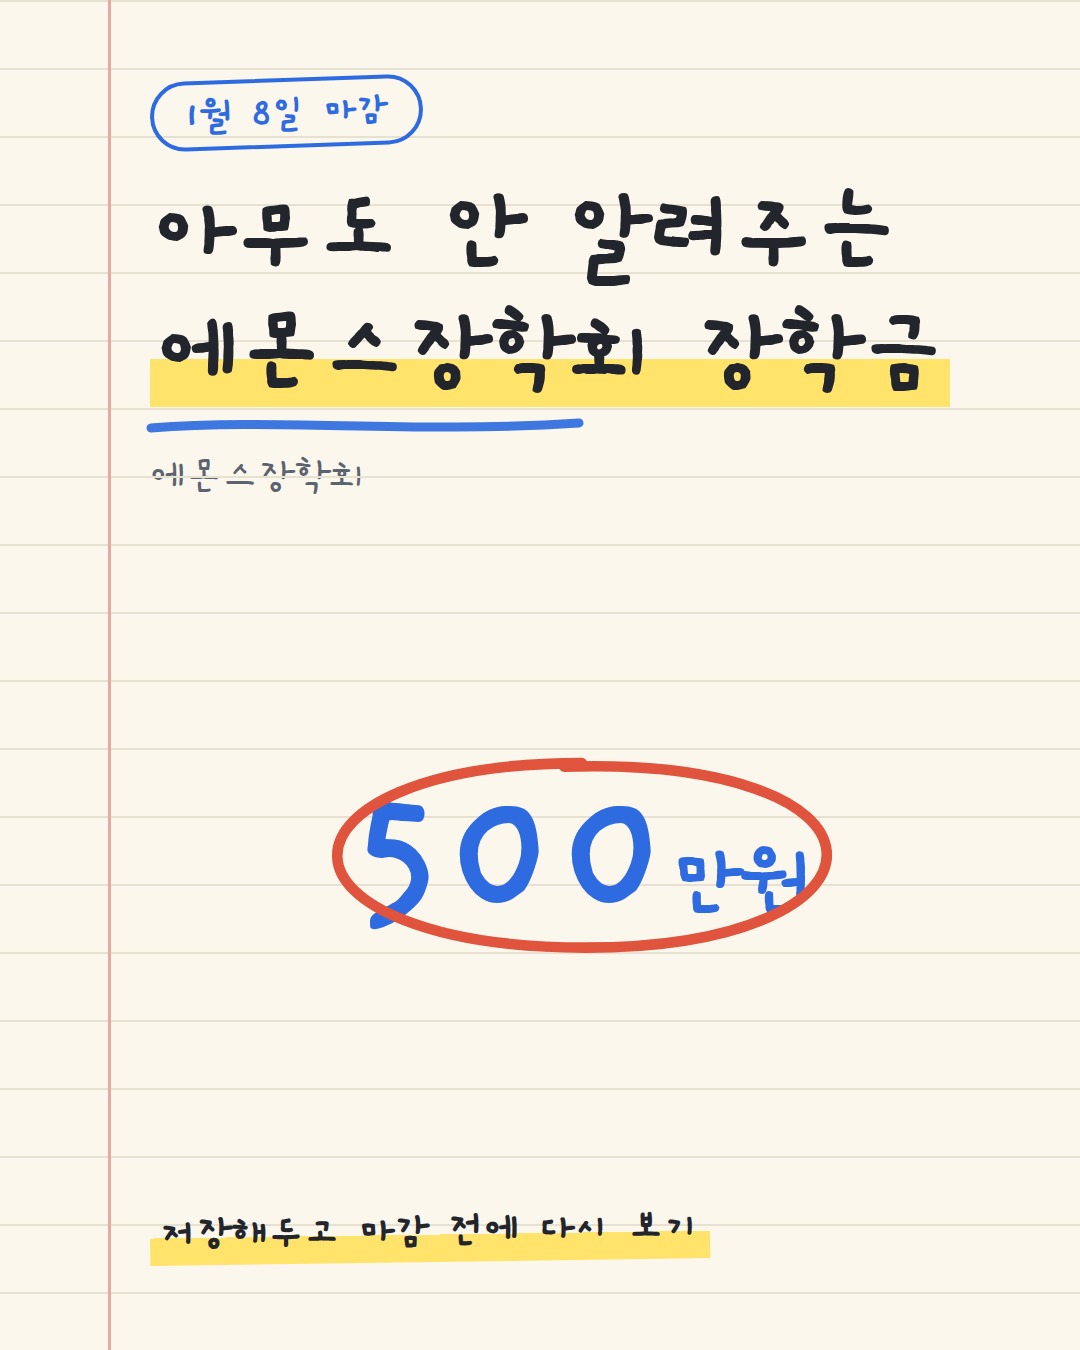 1월 8일 마감
아무도 안 알려주는
에몬스장학회 장학금
에몬스장학회
500만원
저장해두고 마감 전에 다시 보기